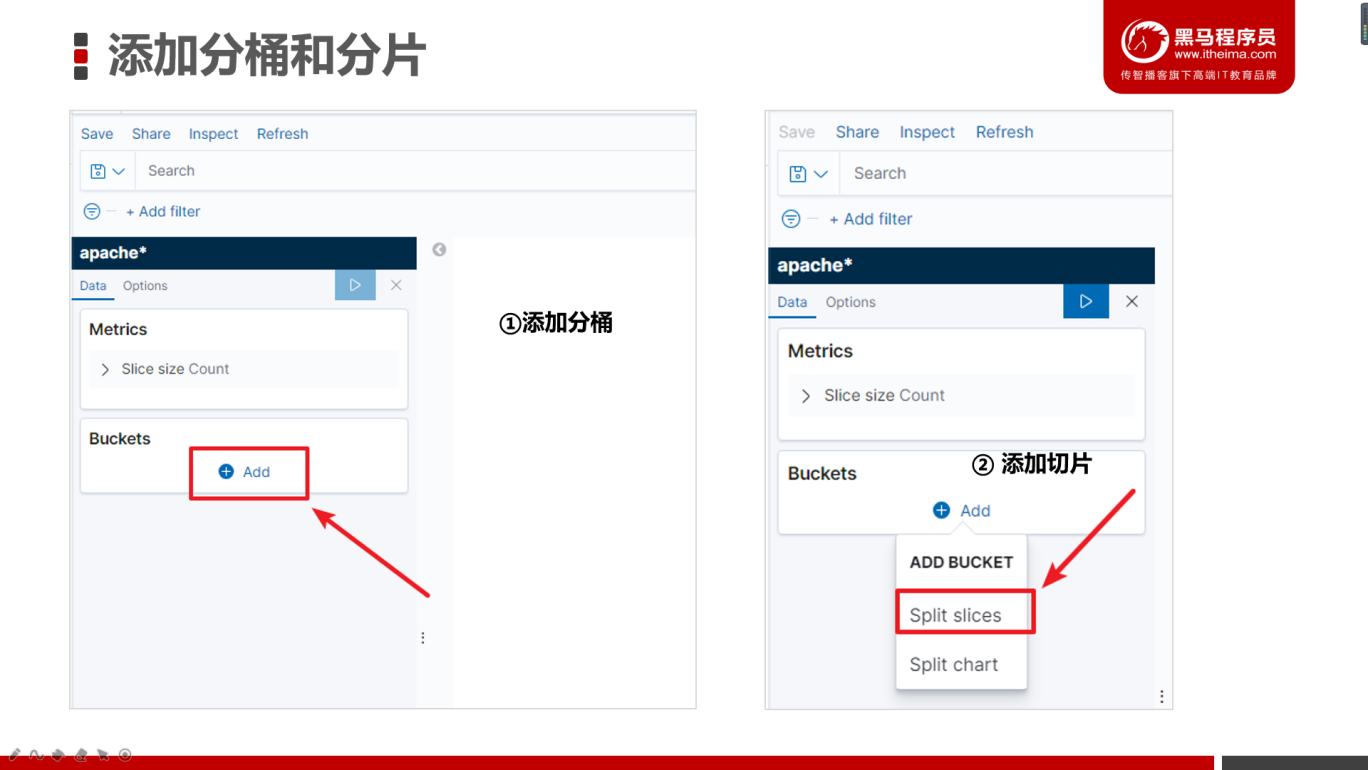 添加分桶和分片
黑马程序员
www.itheima.com
传智播客旗下高端IT教育品牌
Save Share Inspect Refresh
Search
+ Add filter
apache*
Data Options
Metrics
Slice size Count
Buckets
Add
①添加分桶
Save Share Inspect Refresh
Search
+ Add filter
apache*
Data Options
Metrics
Slice size Count
Buckets
② 添加切片
Add
ADD BUCKET
Split slices
Split chart